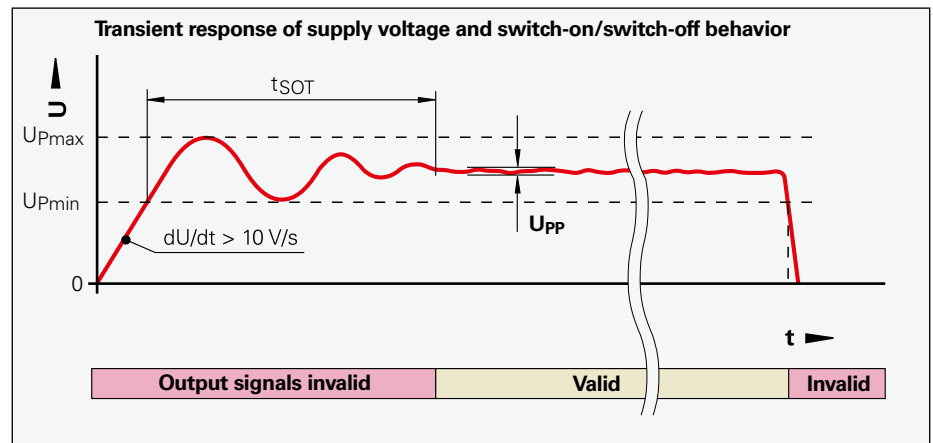 Transient response of supply voltage and switch-on/switch-off behavior
U
tSOT
UPmax
UPmin
UPP
dU/dt > 10 V/s
0
t
Output signals invalid
Valid
Invalid